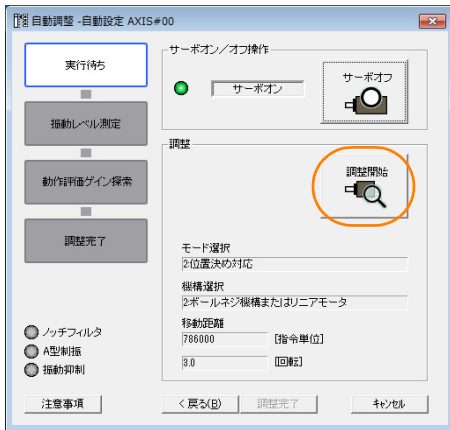 自動調整 -自動設定 AXIS#00
実行待ち
振動レベル測定
動作評価ゲイン探索
調整完了
ノッチフィルタ
A型制振
振動抑制
サーボオン／オフ操作
サーボオン
サーボオフ
調整
調整開始
モード選択
2:位置決め対応
機構選択
2:ボールネジ機構またはリニアモータ
移動距離
786000 [指令単位]
3.0 [回転]
注意事項
< 戻る(B)
調整完了
キャンセル